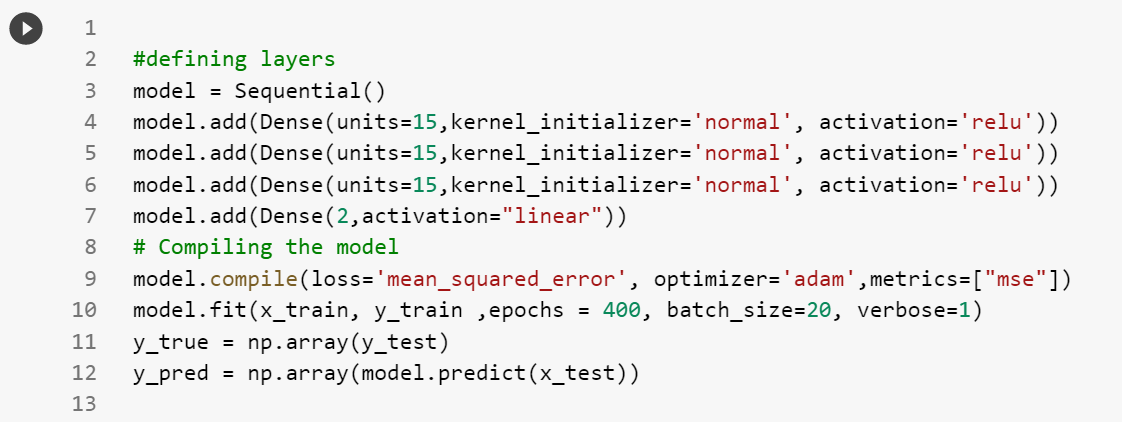 1
2 #defining layers
3 model = Sequential()
4 model.add(Dense(units=15,kernel_initializer='normal', activation='relu'))
5 model.add(Dense(units=15,kernel_initializer='normal', activation='relu'))
6 model.add(Dense(units=15,kernel_initializer='normal', activation='relu'))
7 model.add(Dense(2,activation="linear"))
8 # Compiling the model
9 model.compile(loss='mean_squared_error', optimizer='adam',metrics=["mse"])
10 model.fit(x_train, y_train ,epochs = 400, batch_size=20, verbose=1)
11 y_true = np.array(y_test)
12 y_pred = np.array(model.predict(x_test))
13